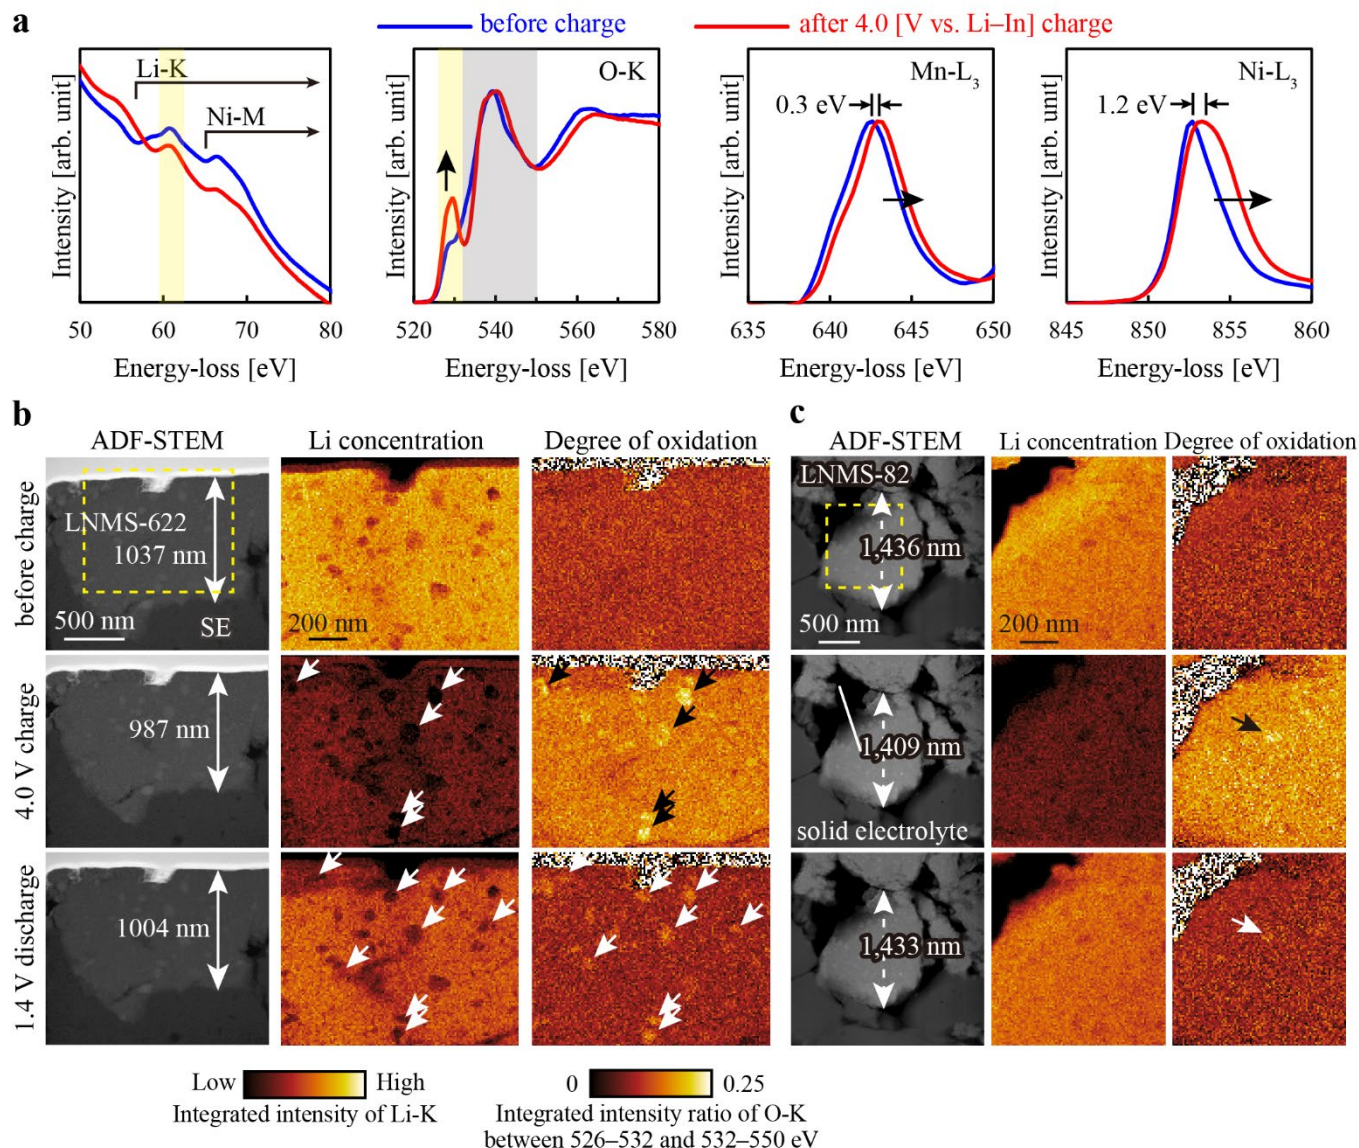 a
before charge
after 4.0 [V vs. Li–In] charge
Intensity [arb. unit]
Li-K
Ni-M
50 60 70 80
Energy-loss [eV]
Intensity [arb. unit]
O-K
520 540 560 580
Energy-loss [eV]
Intensity [arb. unit]
Mn-L3
0.3 eV
635 640 645 650
Energy-loss [eV]
Intensity [arb. unit]
Ni-L3
1.2 eV
845 850 855 860
Energy-loss [eV]
b
ADF-STEM
Li concentration
Degree of oxidation
before charge
LNMS-622
1037 nm
500 nm
SE
200 nm
4.0 V charge
987 nm
1.4 V discharge
1004 nm
c
ADF-STEM
Li concentration
Degree of oxidation
LNMS-82
1,436 nm
500 nm
200 nm
1,409 nm
solid electrolyte
1,433 nm
Low
High
Integrated intensity of Li-K
0
0.25
Integrated intensity ratio of O-K
between 526–532 and 532–550 eV